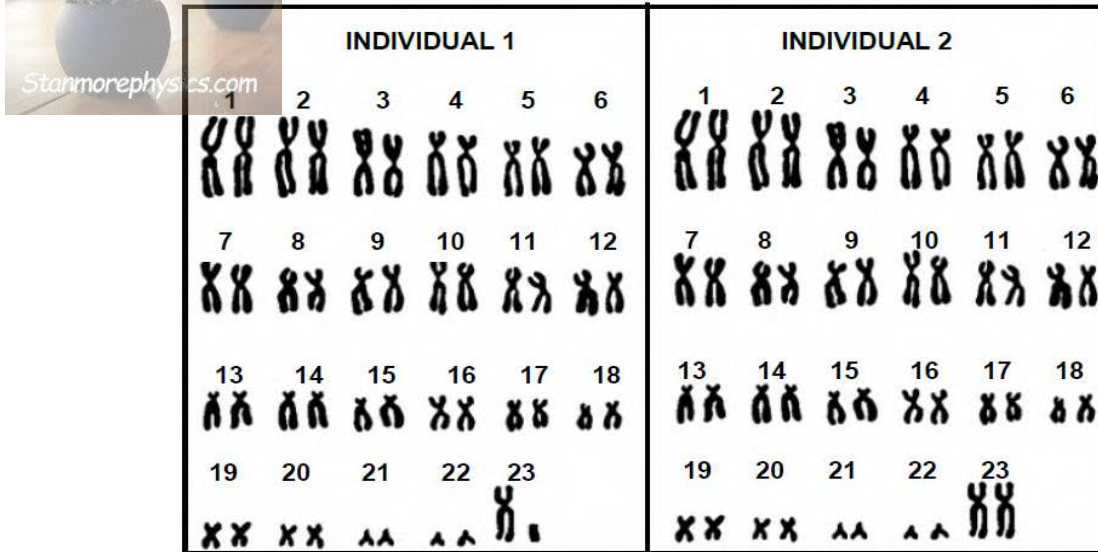 INDIVIDUAL 1
INDIVIDUAL 2
Stanmorephysics.com
1 2 3 4 5 6
1 2 3 4 5 6
7 8 9 10 11 12
7 8 9 10 11 12
13 14 15 16 17 18
13 14 15 16 17 18
19 20 21 22 23
19 20 21 22 23